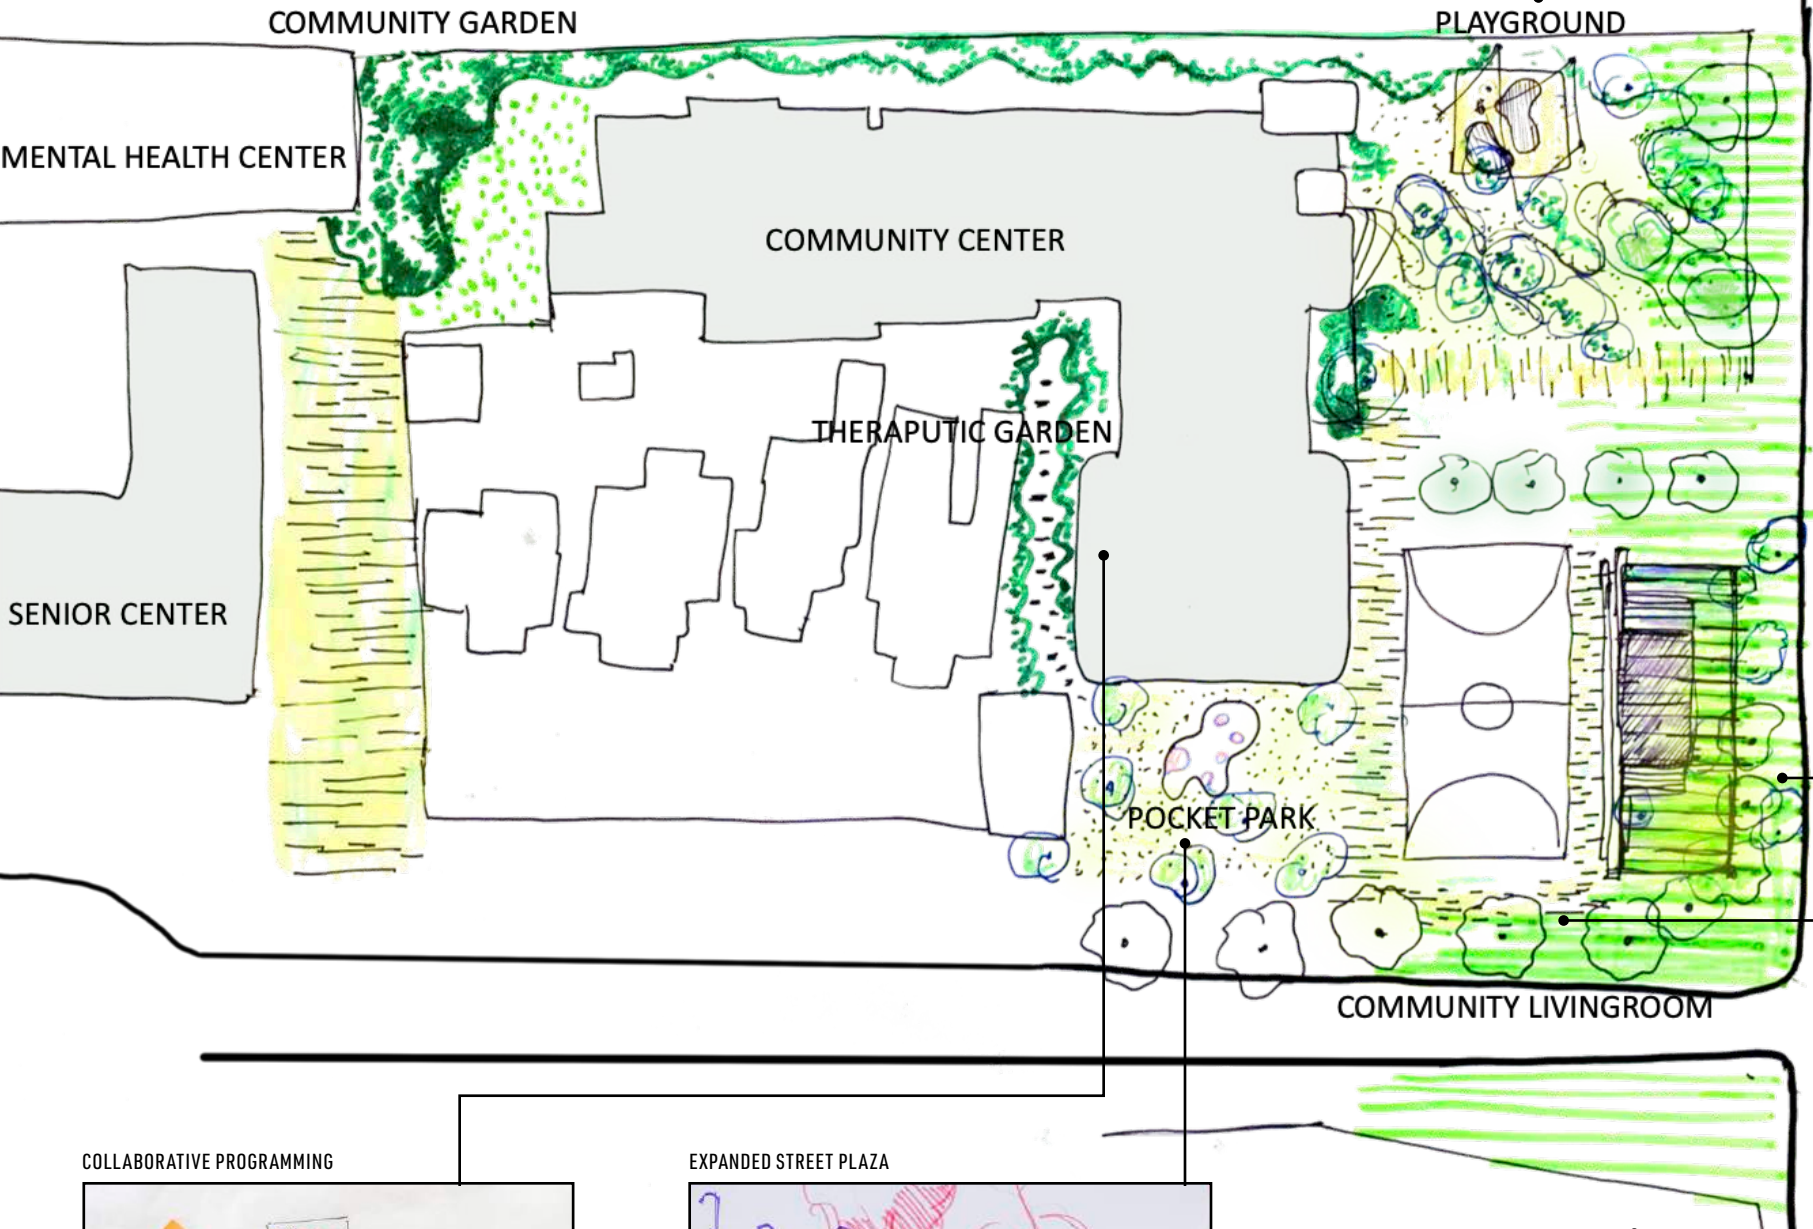 COMMUNITY GARDEN
PLAYGROUND
MENTAL HEALTH CENTER
COMMUNITY CENTER
THERAPUTIC GARDEN
SENIOR CENTER
POCKET PARK
COMMUNITY LIVINGROOM
COLLABORATIVE PROGRAMMING
EXPANDED STREET PLAZA